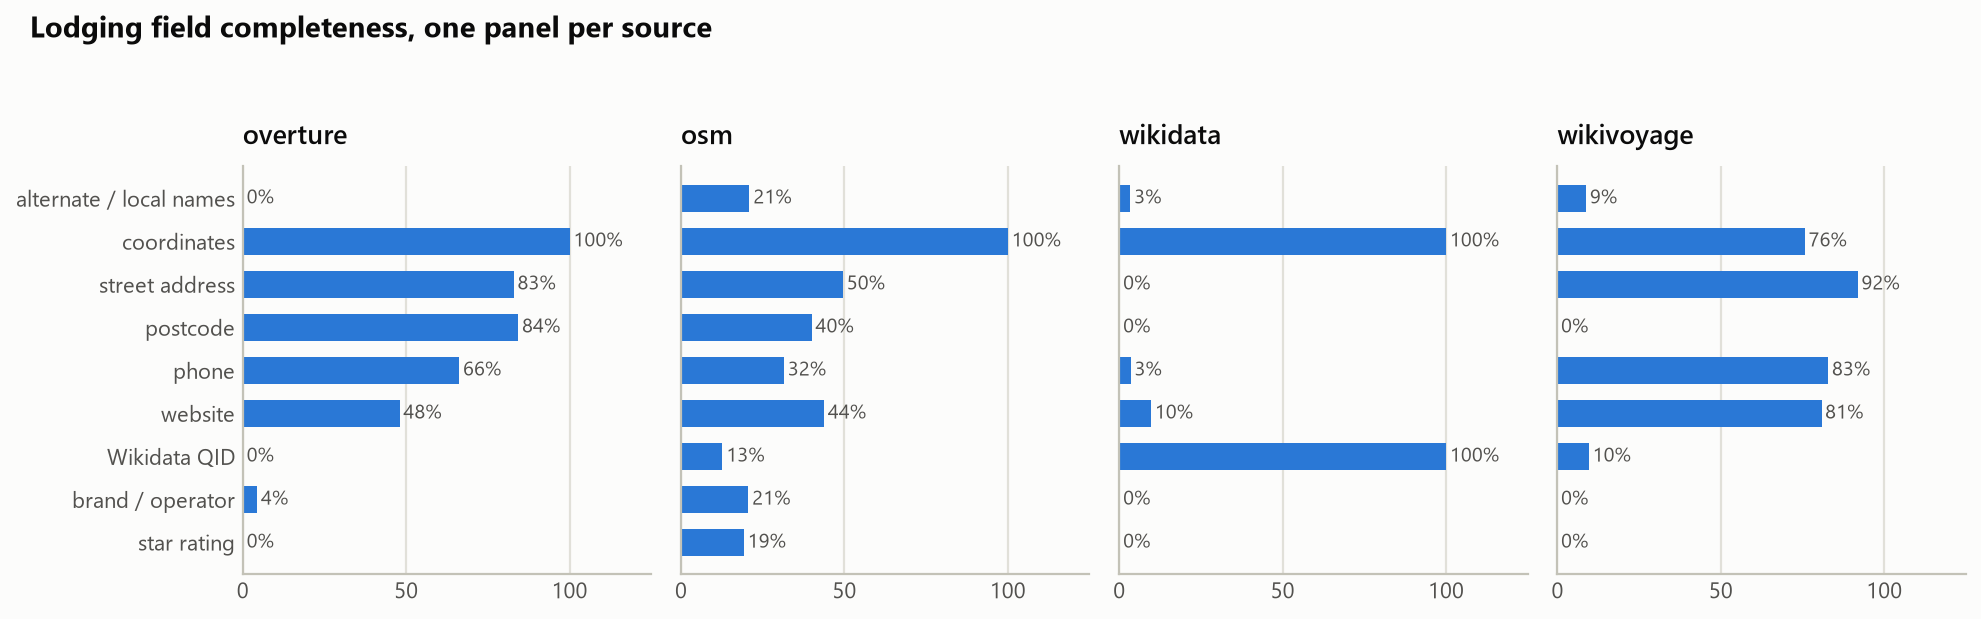 Lodging field completeness, one panel per source
overture
osm
wikidata
wikivoyage
alternate / local names 0% 21% 3% 9%
coordinates 100% 100% 100% 76%
street address 83% 50% 0% 92%
postcode 84% 40% 0% 0%
phone 66% 32% 3% 83%
website 48% 44% 10% 81%
Wikidata QID 0% 13% 100% 10%
brand / operator 4% 21% 0% 0%
star rating 0% 19% 0% 0%
0 50 100 0 50 100 0 50 100 0 50 100